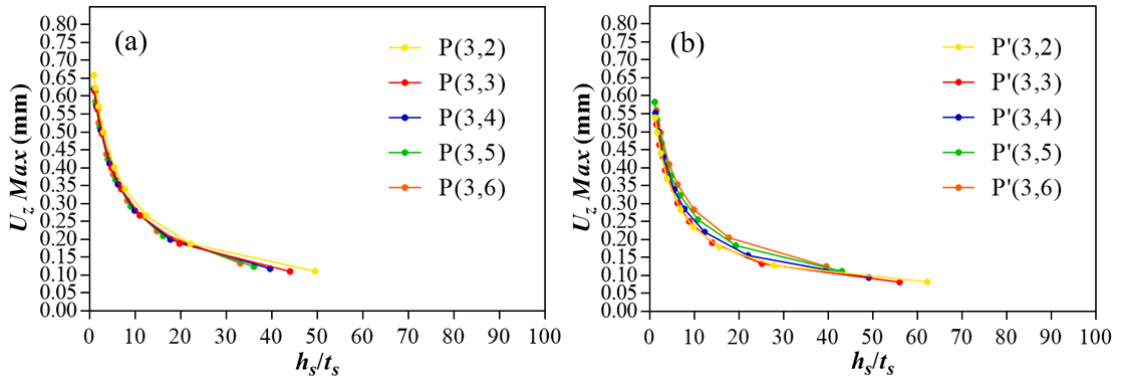 (a)
U_z Max (mm)
0.80
0.75
0.70
0.65
0.60
0.55
0.50
0.45
0.40
0.35
0.30
0.25
0.20
0.15
0.10
0.05
0.00
P(3,2)
P(3,3)
P(3,4)
P(3,5)
P(3,6)
0 10 20 30 40 50 60 70 80 90 100
h_s/t_s
(b)
U_z Max (mm)
0.80
0.75
0.70
0.65
0.60
0.55
0.50
0.45
0.40
0.35
0.30
0.25
0.20
0.15
0.10
0.05
0.00
P'(3,2)
P'(3,3)
P'(3,4)
P'(3,5)
P'(3,6)
0 10 20 30 40 50 60 70 80 90 100
h_s/t_s